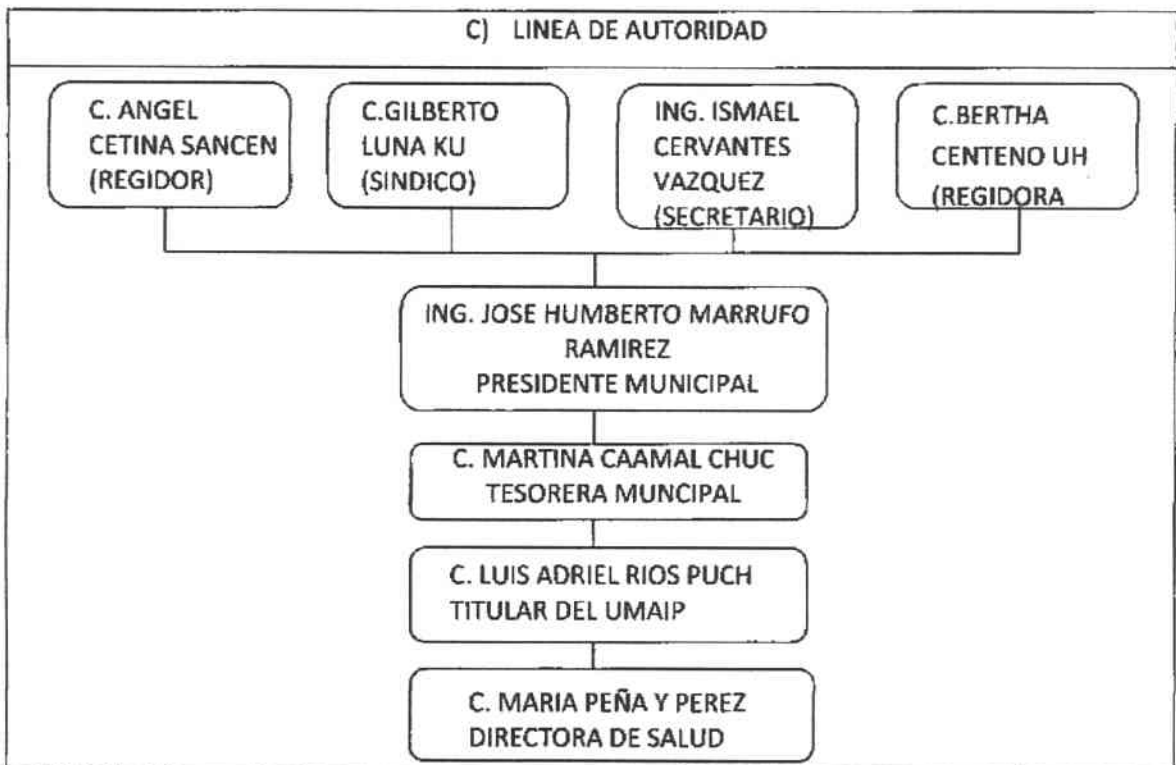 C) LINEA DE AUTORIDAD
C. ANGEL
CETINA SANCEN
(REGIDOR)
C.GILBERTO
LUNA KU
(SINDICO)
ING. ISMAEL
CERVANTES
VAZQUEZ
(SECRETARIO)
C.BERTHA
CENTENO UH
(REGIDORA
ING. JOSE HUMBERTO MARRUFO
RAMIREZ
PRESIDENTE MUNICIPAL
C. MARTINA CAAMAL CHUC
TESORERA MUNCIPAL
C. LUIS ADRIEL RIOS PUCH
TITULAR DEL UMAIP
C. MARIA PEÑA Y PEREZ
DIRECTORA DE SALUD